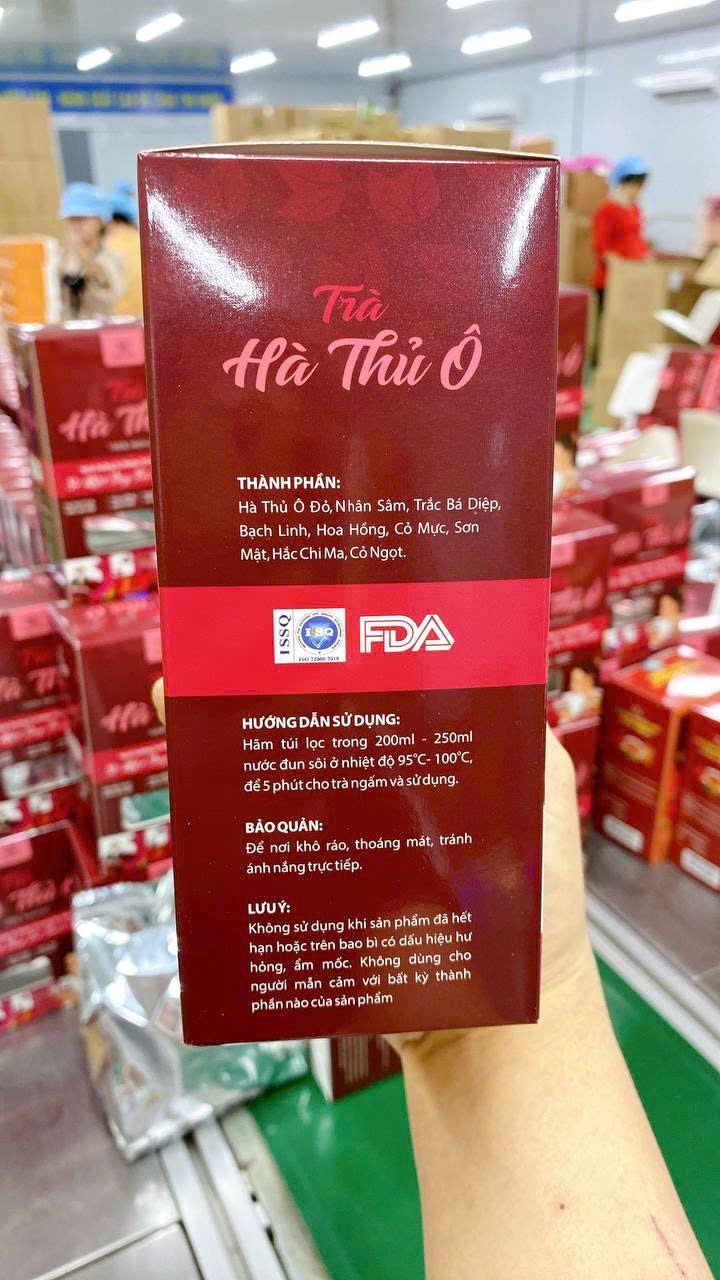 Trà
Hà Thủ Ô
THÀNH PHẦN:
Hà Thủ Ô Đỏ, Nhân Sâm, Trắc Bá Diệp,
Bạch Linh, Hoa Hồng, Cỏ Mực, Sơn
Mật, Hắc Chi Ma, Cỏ Ngọt.
ISSQ
ISSQ
ISO 22000:2018
FDA
HƯỚNG DẪN SỬ DỤNG:
Hãm túi lọc trong 200ml - 250ml
nước đun sôi ở nhiệt độ 95°C- 100°C,
để 5 phút cho trà ngấm và sử dụng.
BẢO QUẢN:
Để nơi khô ráo, thoáng mát, tránh
ánh nắng trực tiếp.
LƯU Ý:
Không sử dụng khi sản phẩm đã hết
hạn hoặc trên bao bì có dấu hiệu hư
hỏng, ẩm mốc. Không dùng cho
người mẫn cảm với bất kỳ thành
phần nào của sản phẩm